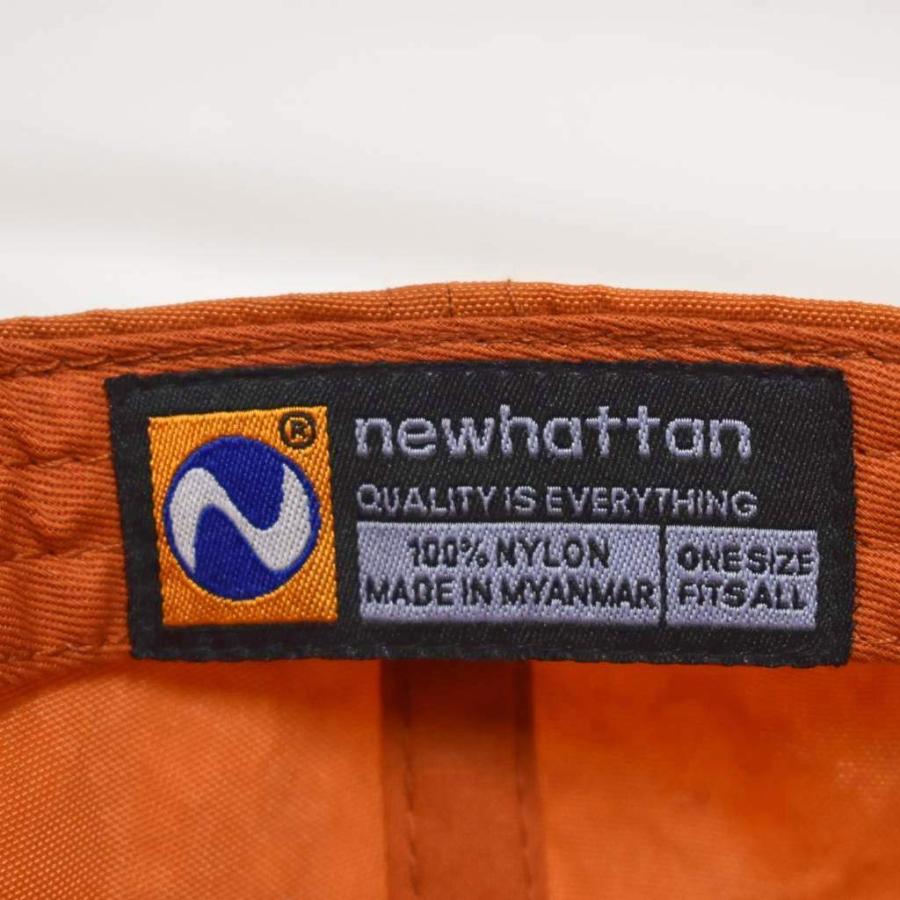 ®
newhattan
QUALITY IS EVERYTHING
100% NYLON
MADE IN MYANMAR
ONE SIZE
FITS ALL